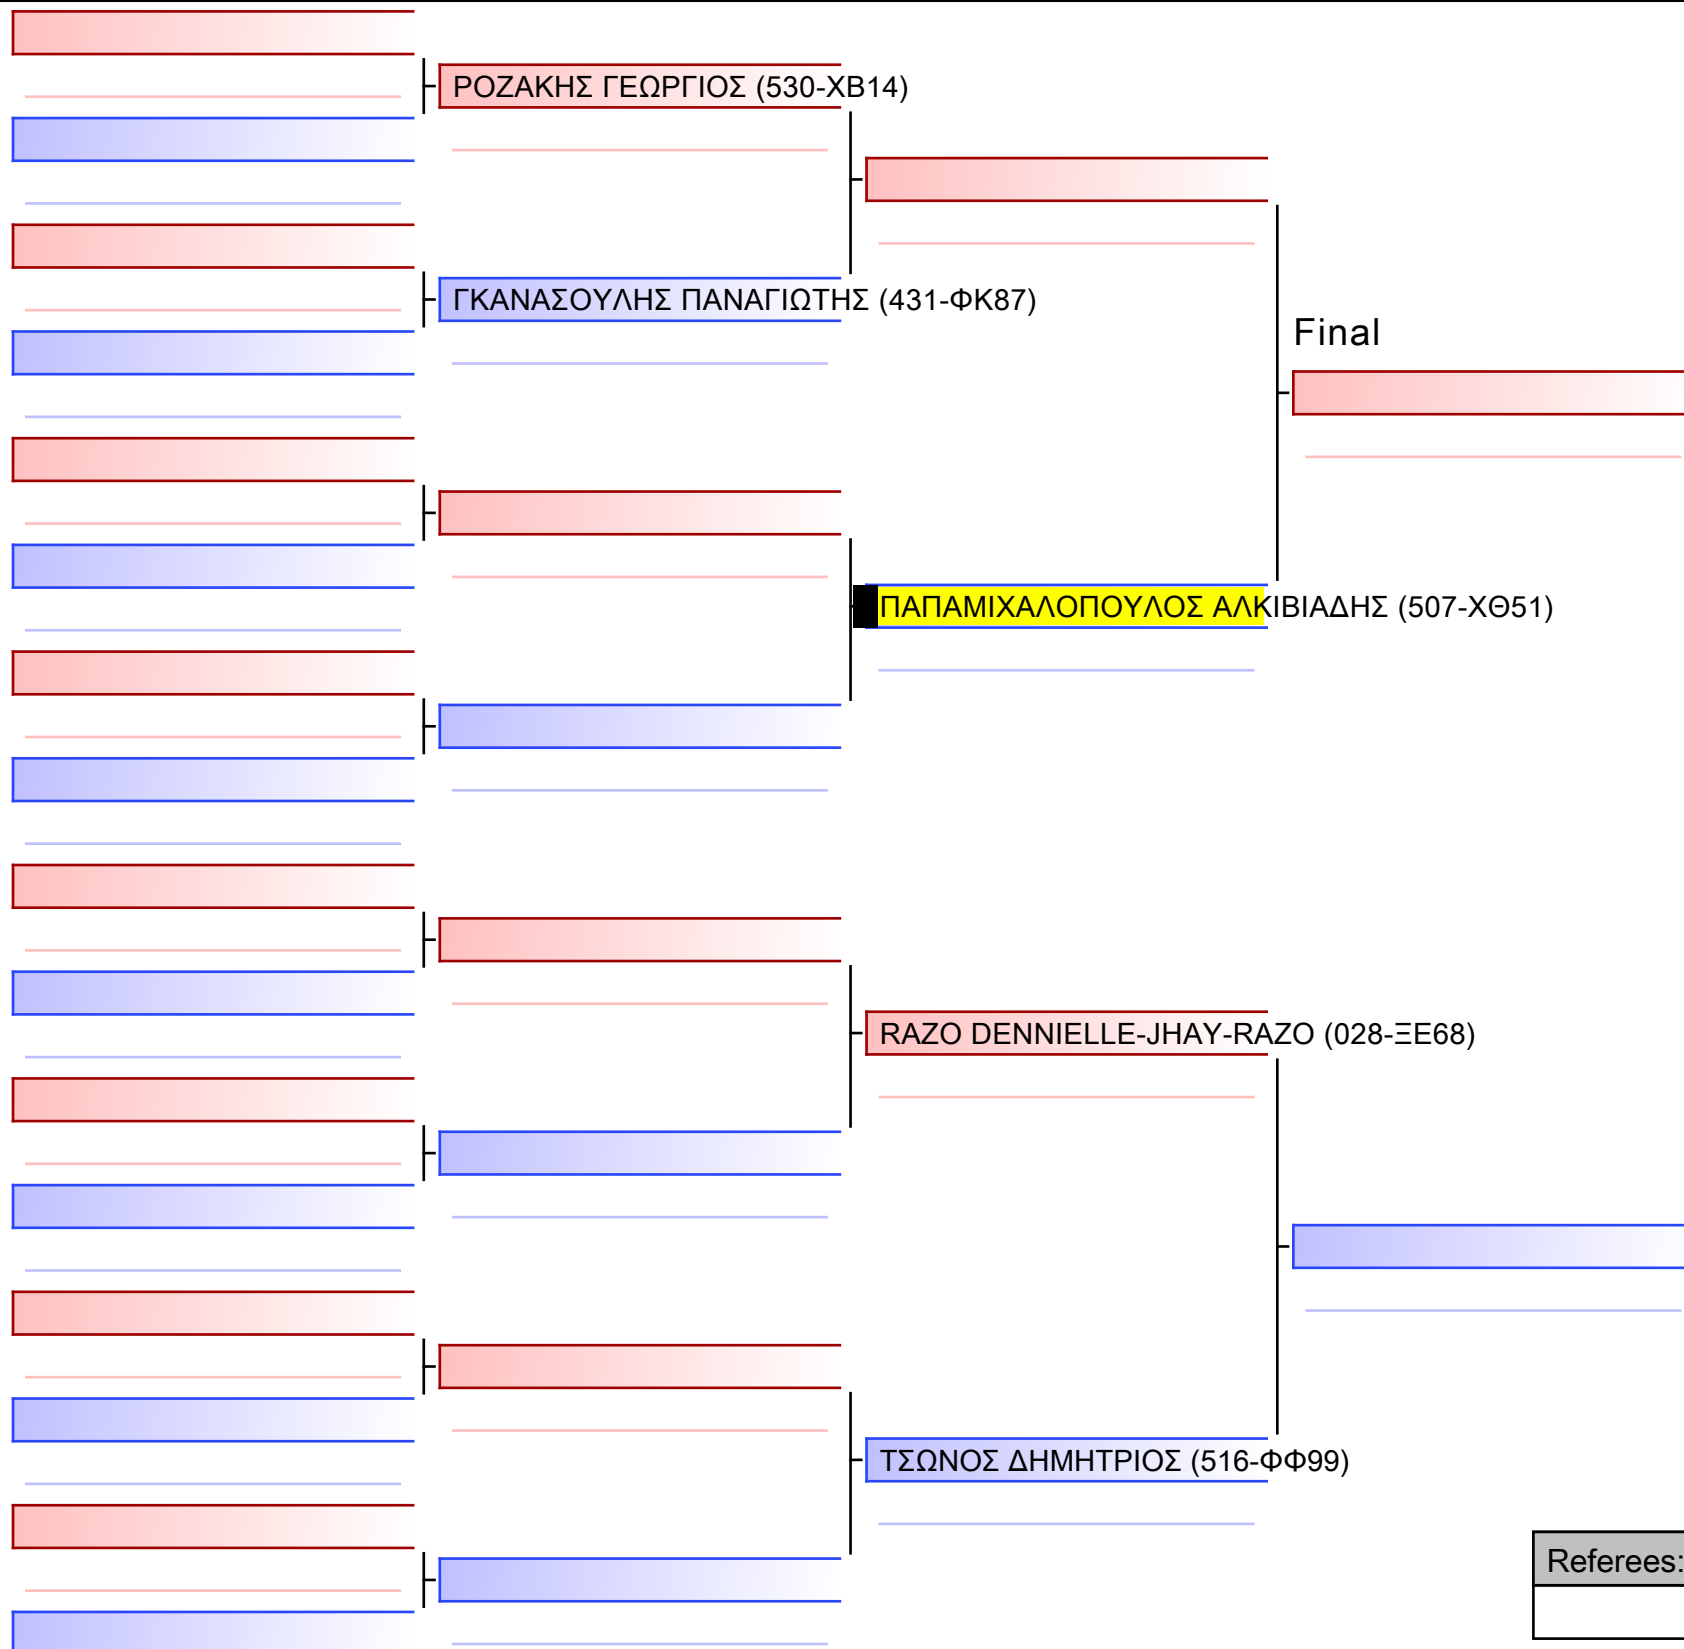 ΡΟΖΑΚΗΣ ΓΕΩΡΓΙΟΣ (530-ΧΒ14)
ΓΚΑΝΑΣΟΥΛΗΣ ΠΑΝΑΓΙΩΤΗΣ (431-ΦΚ87)
Final
ΠΑΠΑΜΙΧΑΛΟΠΟΥΛΟΣ ΑΛΚΙΒΙΑΔΗΣ (507-ΧΘ51)
RAZO DENNIELLE-JHAY-RAZO (028-ΞΕ68)
ΤΣΩΝΟΣ ΔΗΜΗΤΡΙΟΣ (516-ΦΦ99)
Referees: